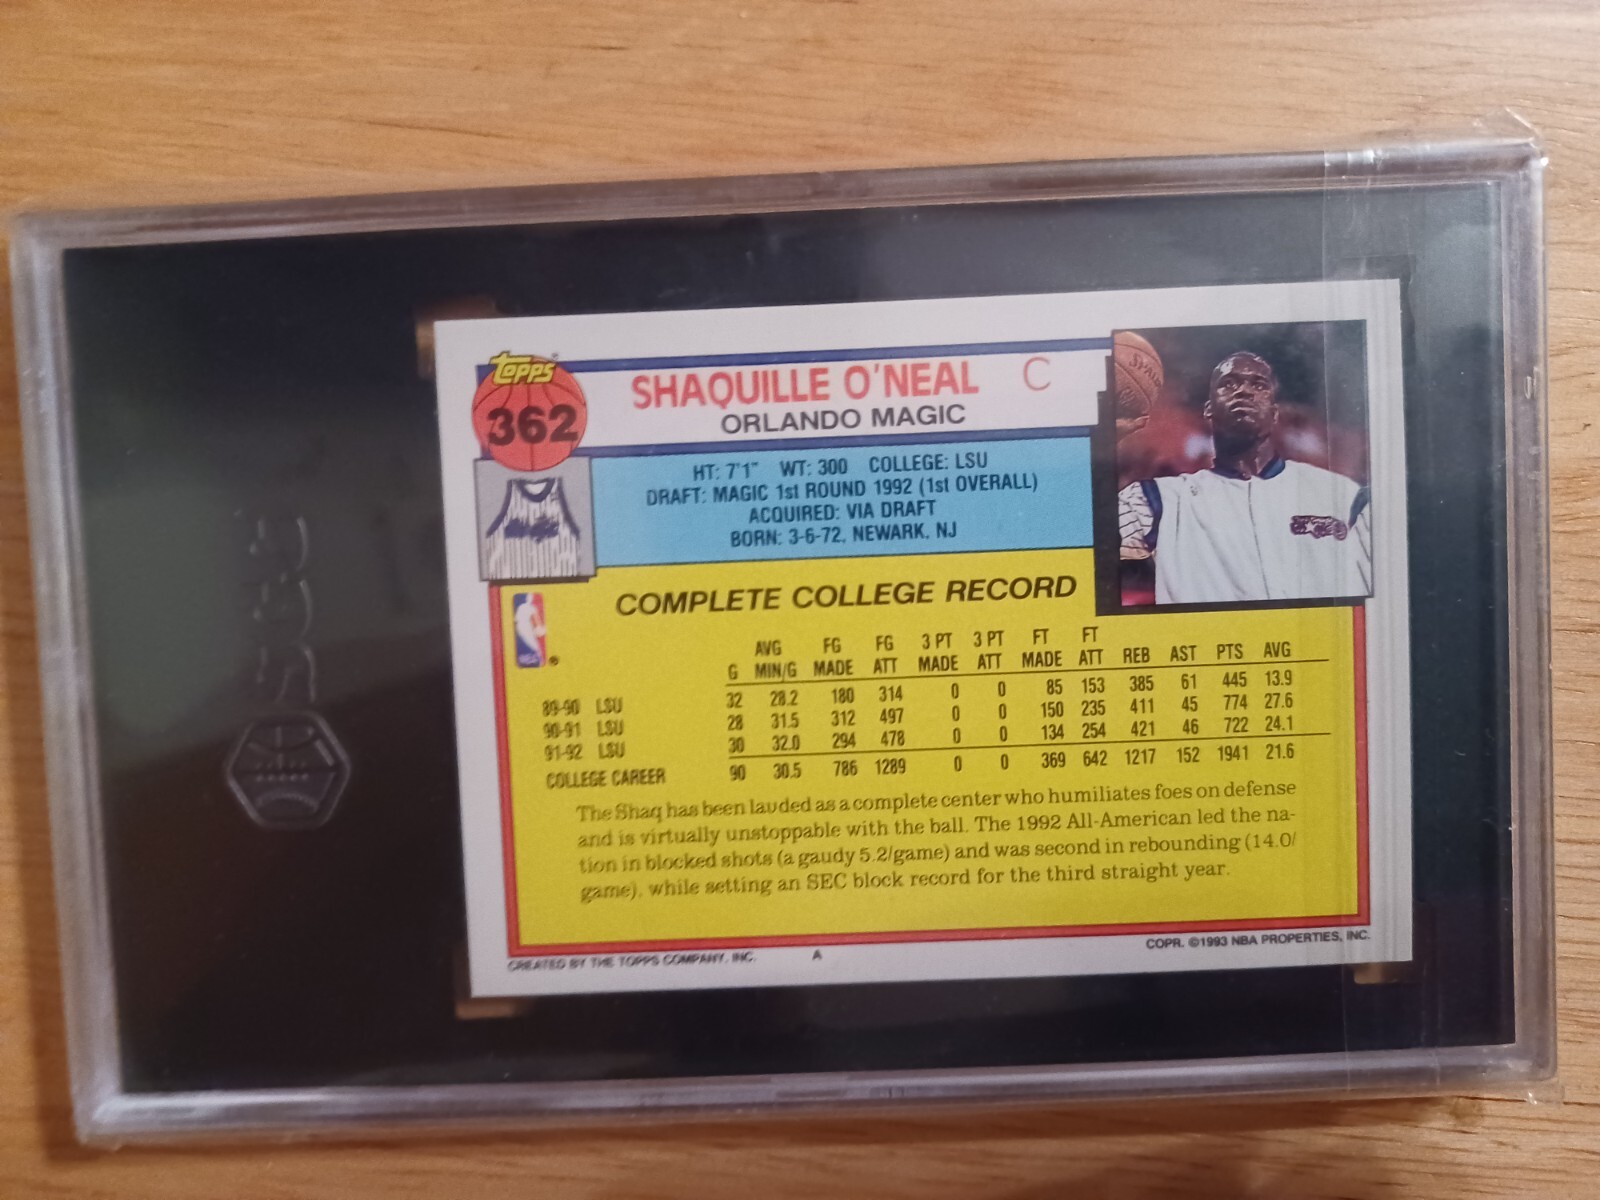 SGC
Topps
362
SHAQUILLE O'NEAL C
ORLANDO MAGIC
HT: 7'1" WT: 300 COLLEGE: LSU
DRAFT: MAGIC 1st ROUND 1992 (1st OVERALL)
ACQUIRED: VIA DRAFT
BORN: 3-6-72, NEWARK, NJ
COMPLETE COLLEGE RECORD
G AVG MIN/G FG MADE FG ATT 3 PT MADE 3 PT ATT FT MADE FT ATT REB AST PTS AVG
89-90 LSU 32 28.2 180 314 0 0 85 153 385 61 445 13.9
90-91 LSU 28 31.5 312 497 0 0 150 235 411 45 774 27.6
91-92 LSU 30 32.0 294 478 0 0 134 254 421 46 722 24.1
COLLEGE CAREER 90 30.5 786 1289 0 0 369 642 1217 152 1941 21.6
The Shaq has been lauded as a complete center who humiliates foes on defense
and is virtually unstoppable with the ball. The 1992 All-American led the na-
tion in blocked shots (a gaudy 5.2/game) and was second in rebounding (14.0/
game), while setting an SEC block record for the third straight year.
CREATED BY THE TOPPS COMPANY, INC. A COPR. ©1993 NBA PROPERTIES, INC.